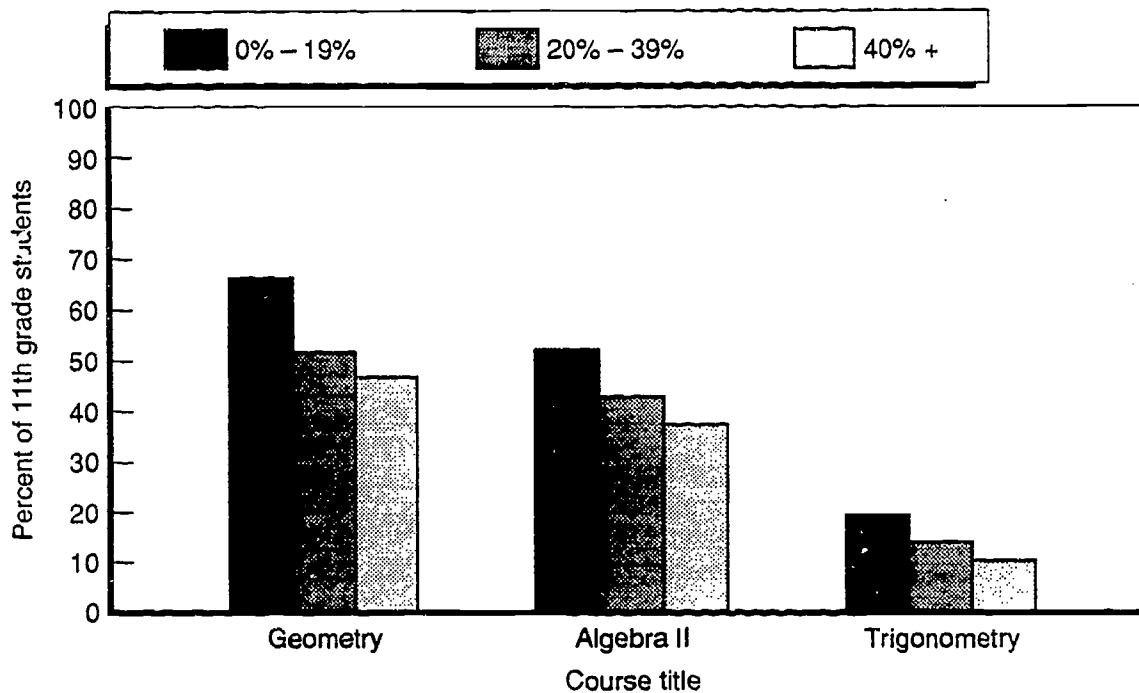 0% – 19% 20% – 39% 40% +
100
90
80
70
60
50
40
30
20
10
0
Percent of 11th grade students
Geometry Algebra II Trigonometry
Course title